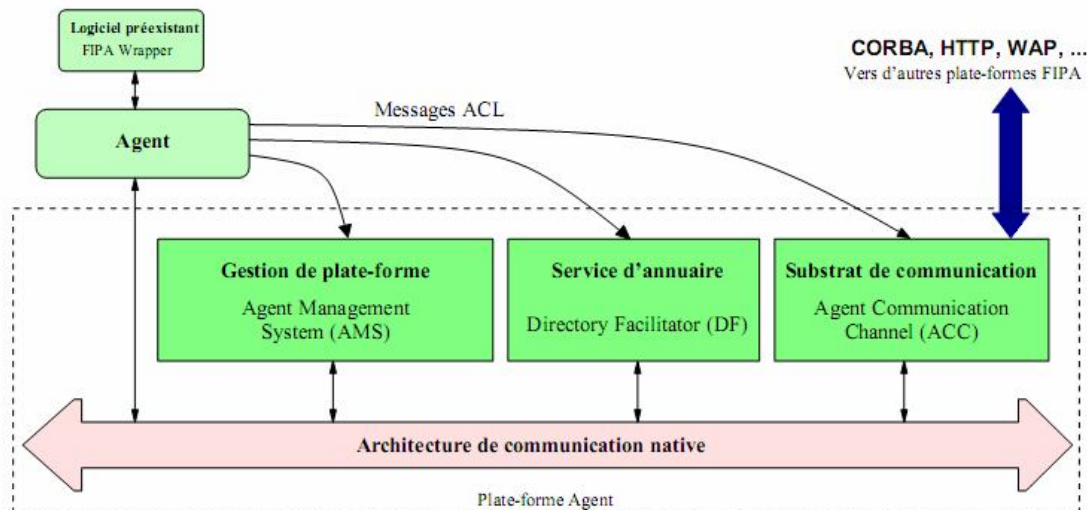 Logiciel préexistant
FIPA Wrapper
CORBA, HTTP, WAP, ...
Vers d'autres plate-formes FIPA
Messages ACL
Agent
Gestion de plate-forme
Agent Management
System (AMS)
Service d'annuaire
Directory Facilitator (DF)
Substrat de communication
Agent Communication
Channel (ACC)
Architecture de communication native
Plate-forme Agent